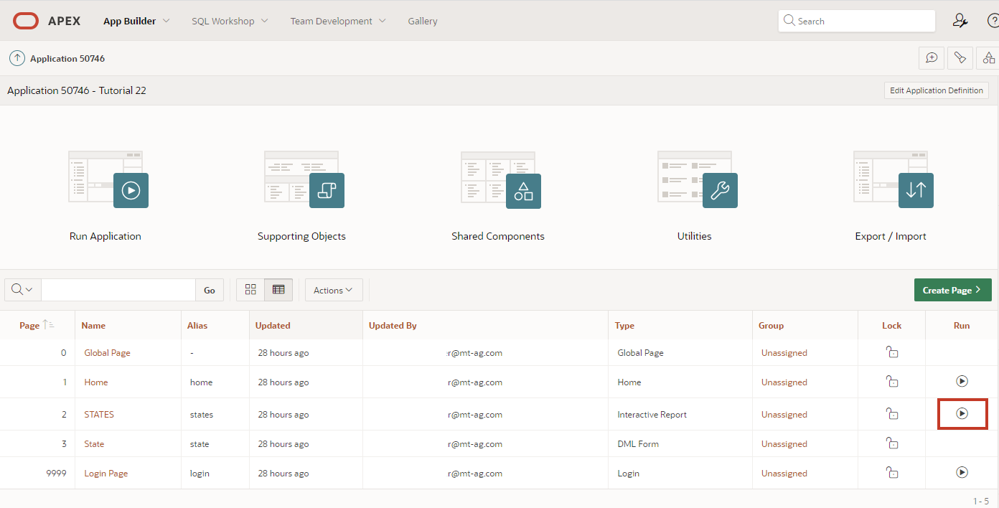 APEX App Builder SQL Workshop Team Development Gallery Search
Application 50746
Application 50746 - Tutorial 22 Edit Application Definition
Run Application Supporting Objects Shared Components Utilities Export / Import
Go Actions Create Page
Page Name Alias Updated Updated By Type Group Lock Run
0 Global Page - 28 hours ago r@mt-ag.com Global Page Unassigned
1 Home home 28 hours ago r@mt-ag.com Home Unassigned
2 STATES states 28 hours ago r@mt-ag.com Interactive Report Unassigned
3 State state 28 hours ago r@mt-ag.com DML Form Unassigned
9999 Login Page login 28 hours ago r@mt-ag.com Login Unassigned
1 - 5